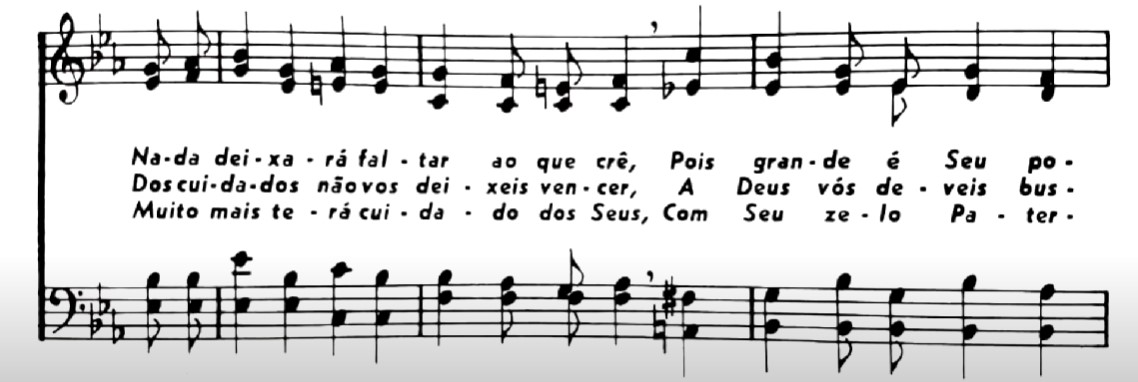 Na-da dei-xa-rá fal-tar ao que crê, Pois gran-de é Seu po-
Dos cui-da-dos não vos dei-xeis ven-cer, A Deus vós de-veis bus-
Muito mais te-rá cui-da-do dos Seus, Com Seu ze-lo Pa-ter-